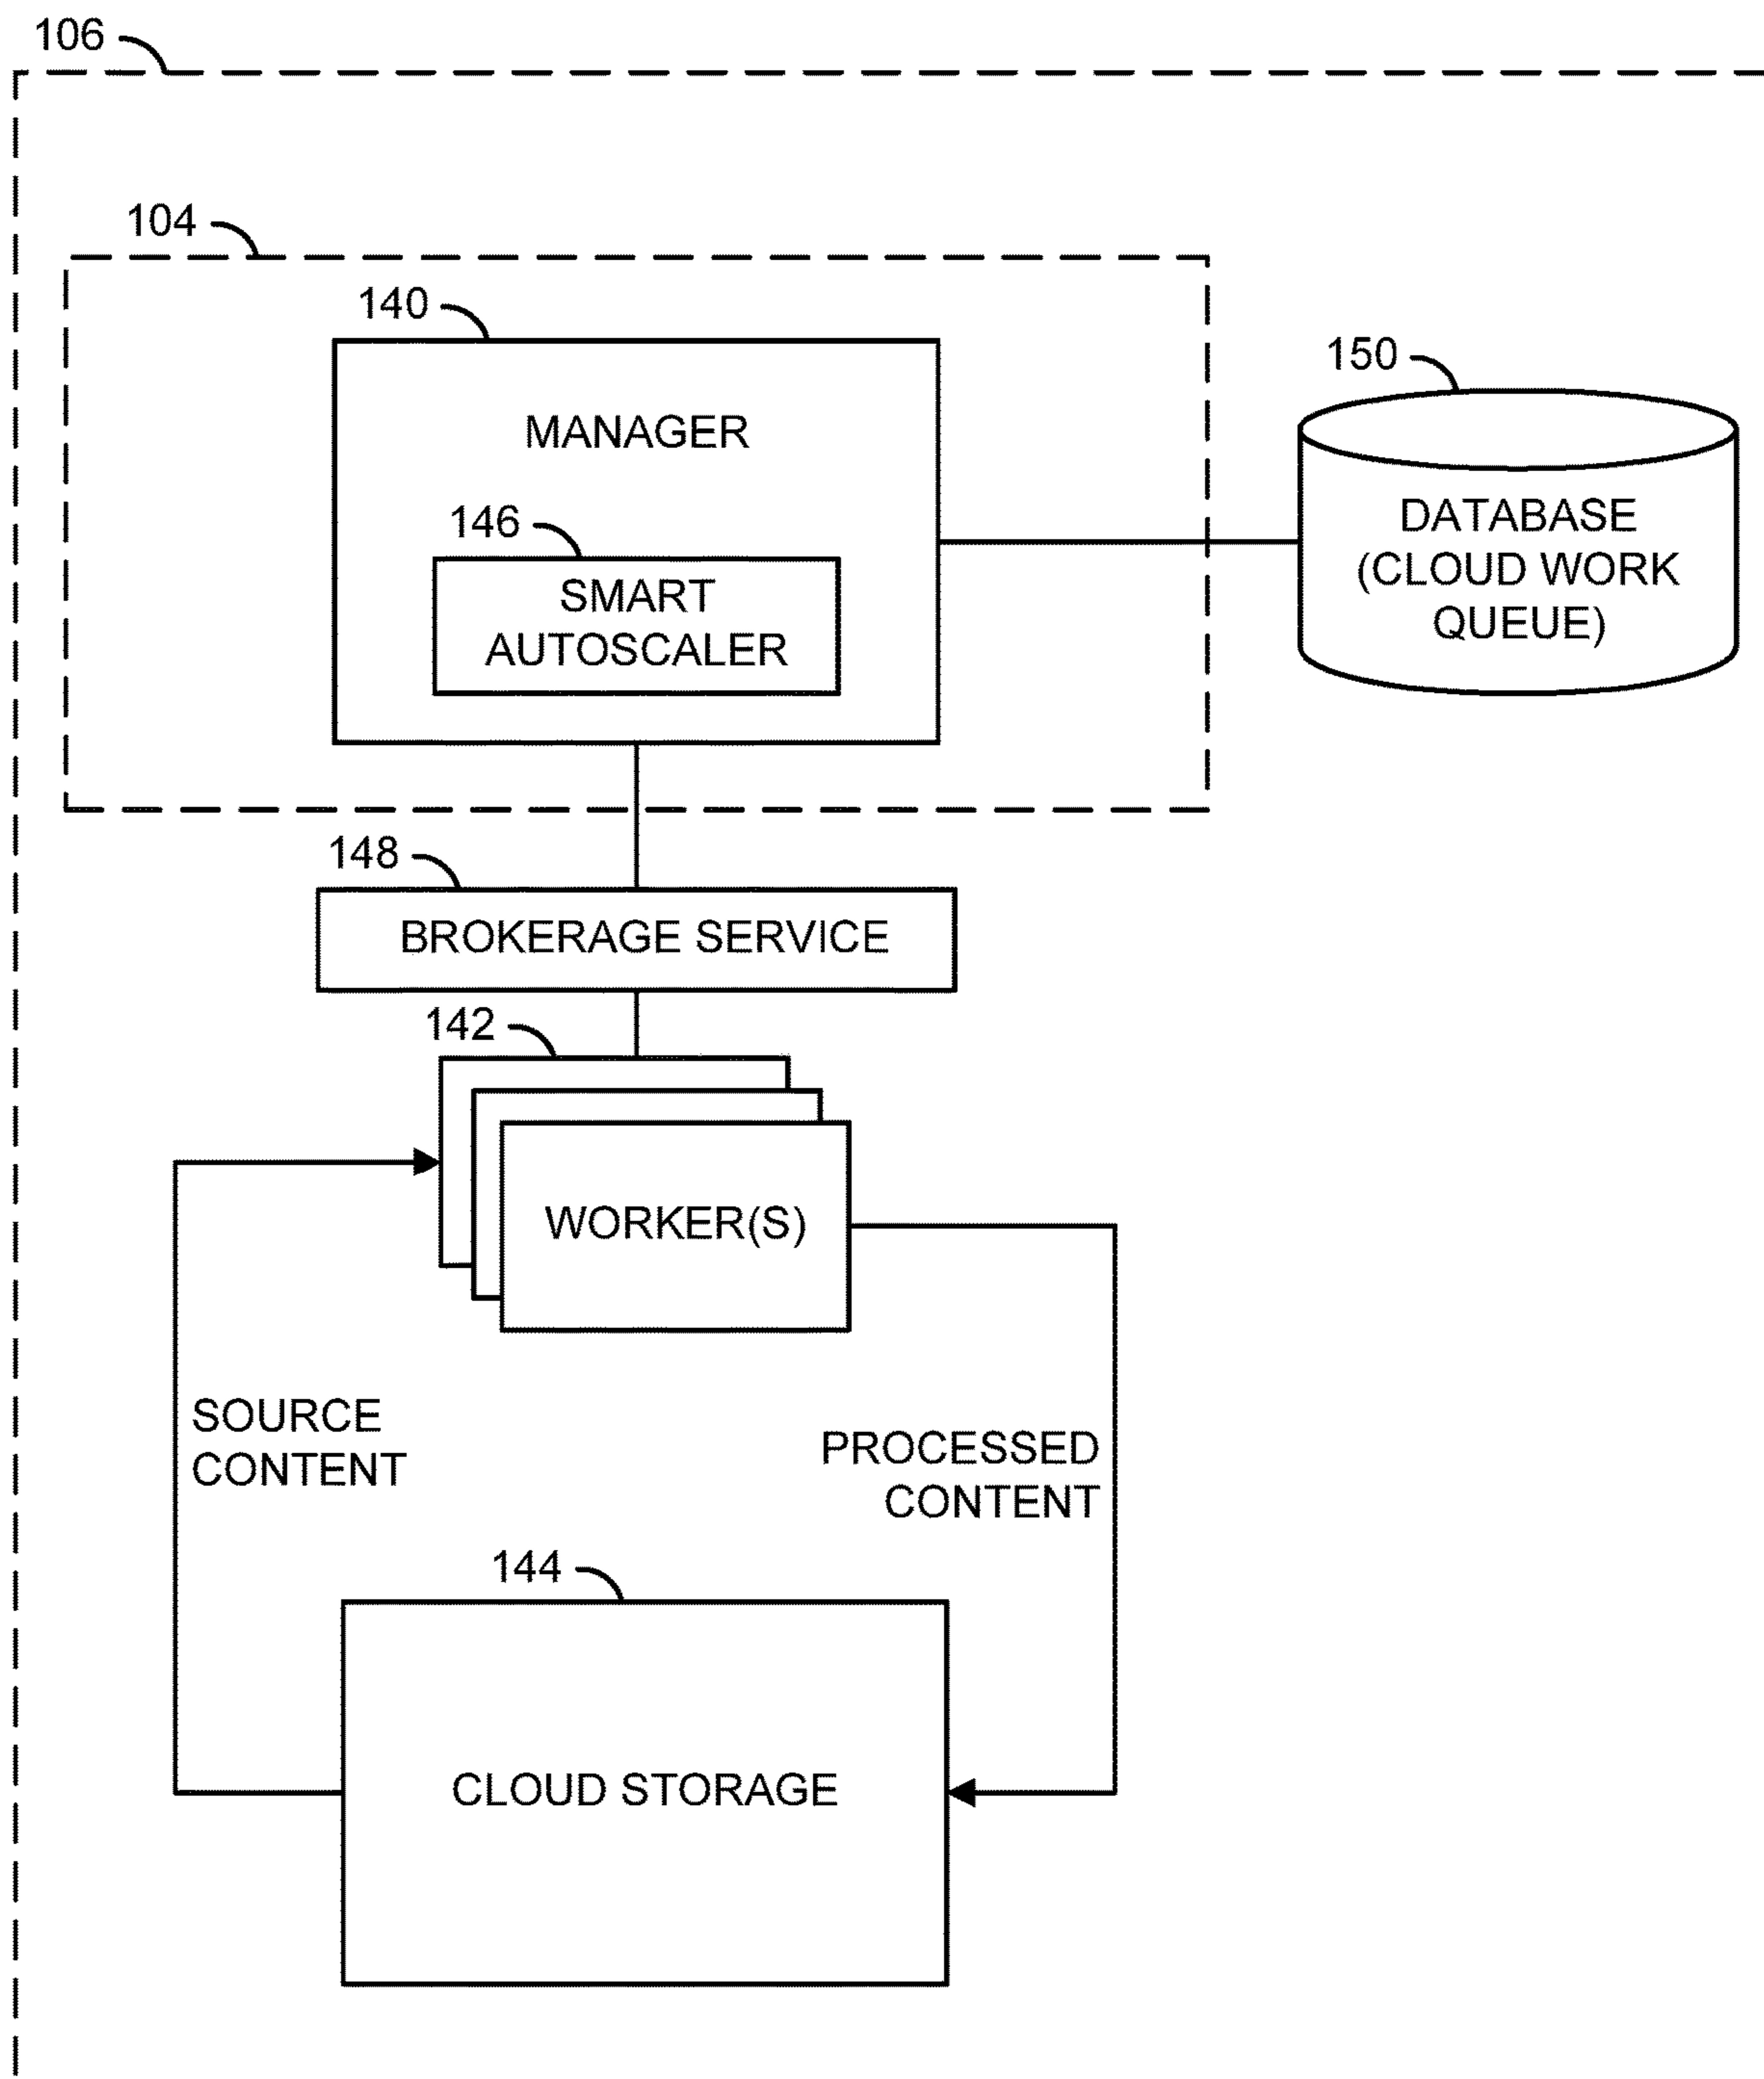 106
104
140
150
MANAGER
DATABASE
(CLOUD WORK
QUEUE)
146
SMART
AUTOSCALER
148
BROKERAGE SERVICE
142
WORKER(S)
SOURCE
CONTENT
PROCESSED
CONTENT
144
CLOUD STORAGE